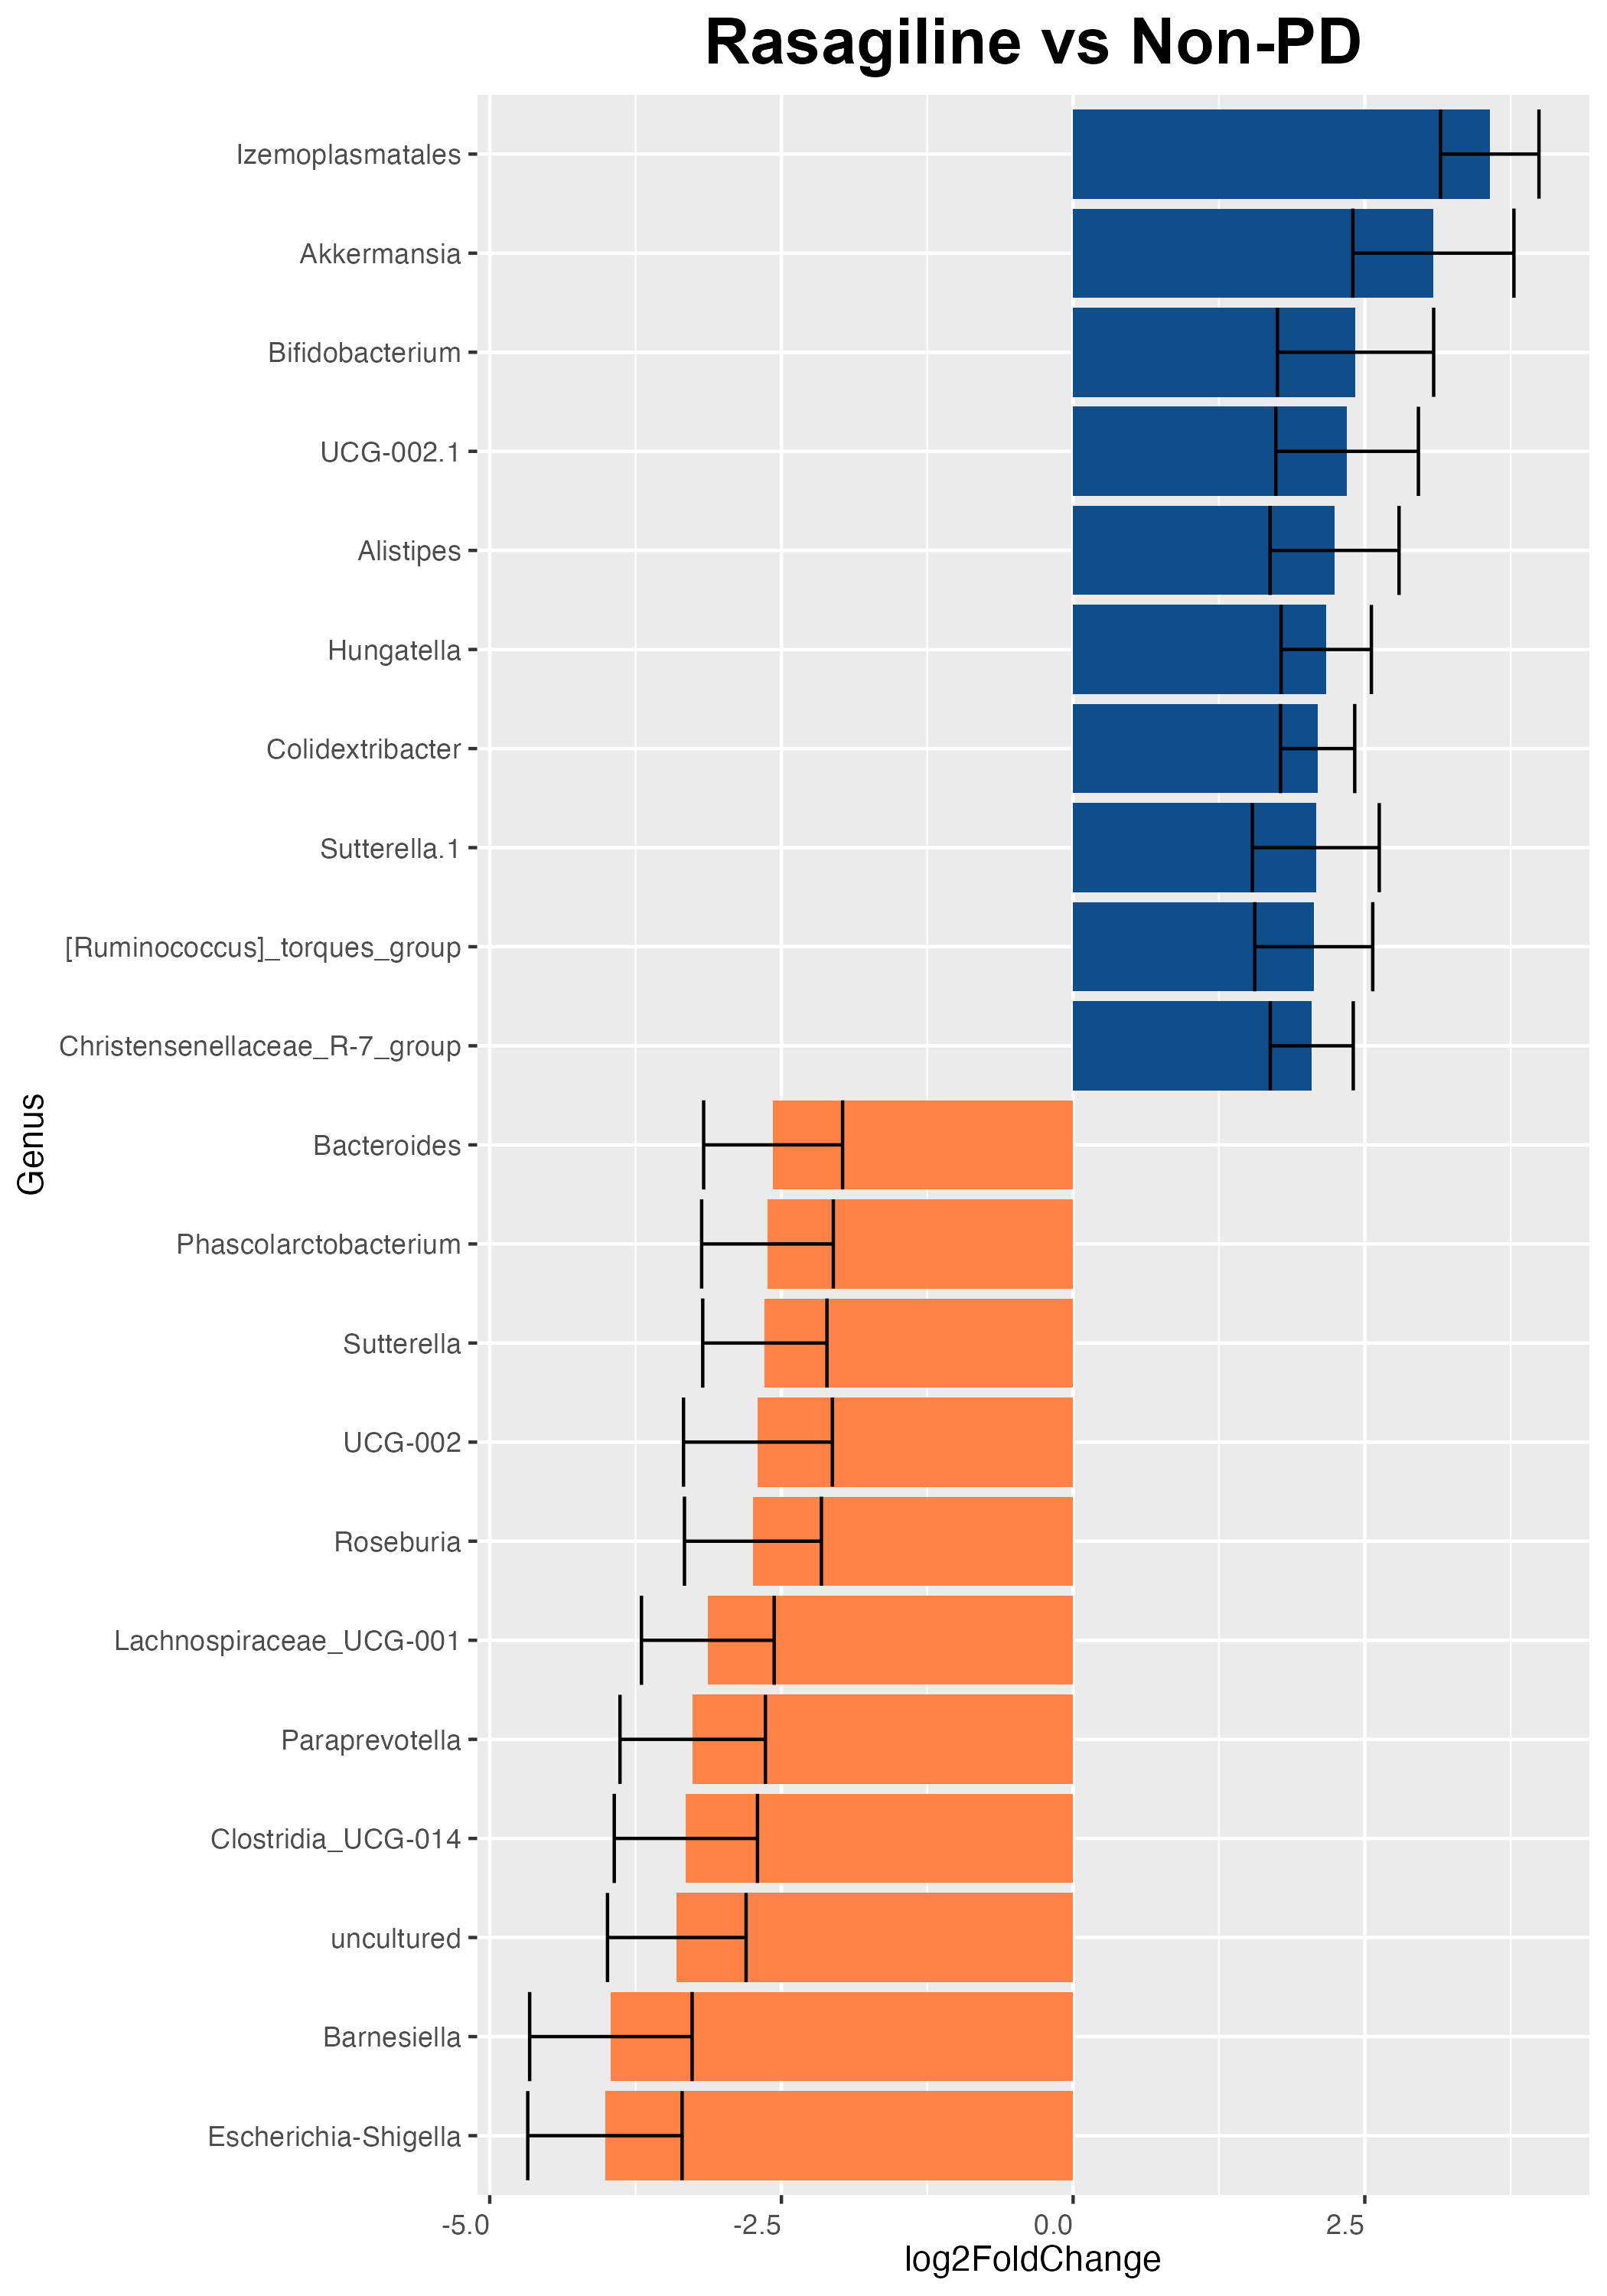 Rasagiline vs Non-PD
Izemoplasmatales
Akkermansia
Bifidobacterium
UCG-002.1
Alistipes
Hungatella
Colidextribacter
Sutterella.1
[Ruminococcus]_torques_group
Christensenellaceae_R-7_group
Genus
Bacteroides
Phascolarctobacterium
Sutterella
UCG-002
Roseburia
Lachnospiraceae_UCG-001
Paraprevotella
Clostridia_UCG-014
uncultured
Barnesiella
Escherichia-Shigella
-5.0 -2.5 0.0 2.5
log2FoldChange